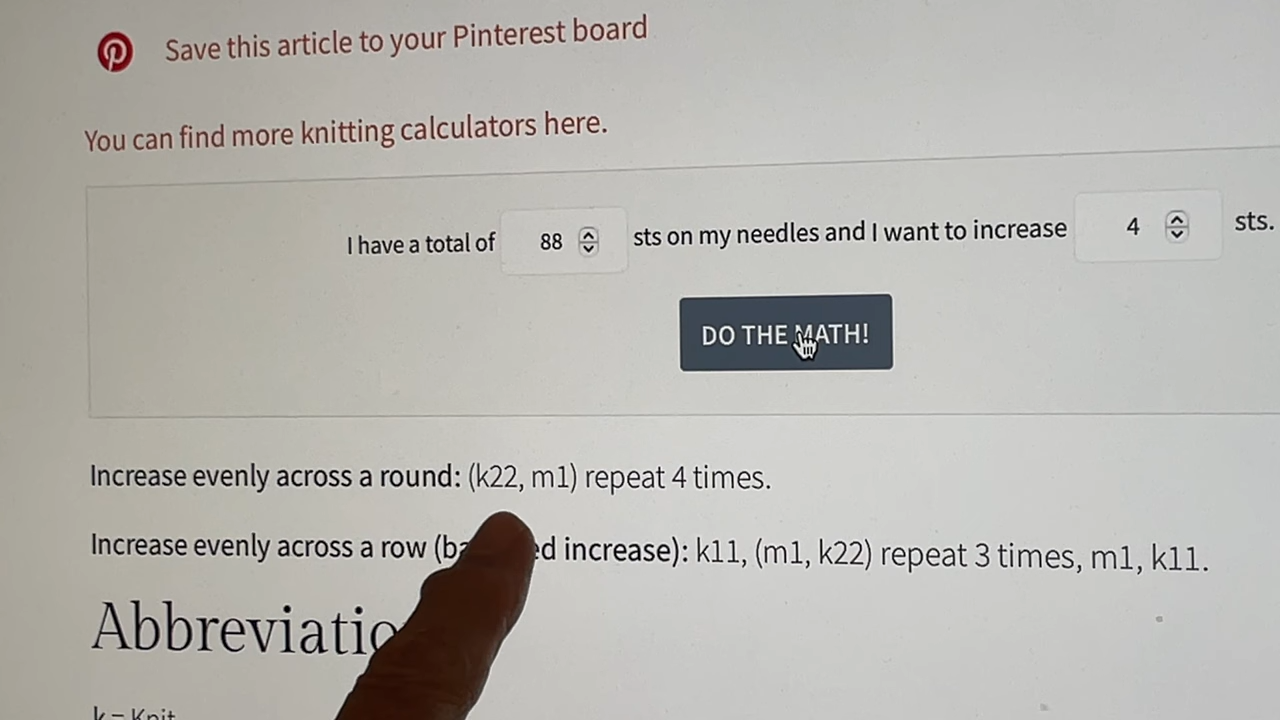 Save this article to your Pinterest board
You can find more knitting calculators here.
I have a total of 88 sts on my needles and I want to increase 4 sts.
DO THE MATH!
Increase evenly across a round: (k22, m1) repeat 4 times.
Increase evenly across a row increase): k11, (m1, k22) repeat 3 times, m1, k11.
k = Knit